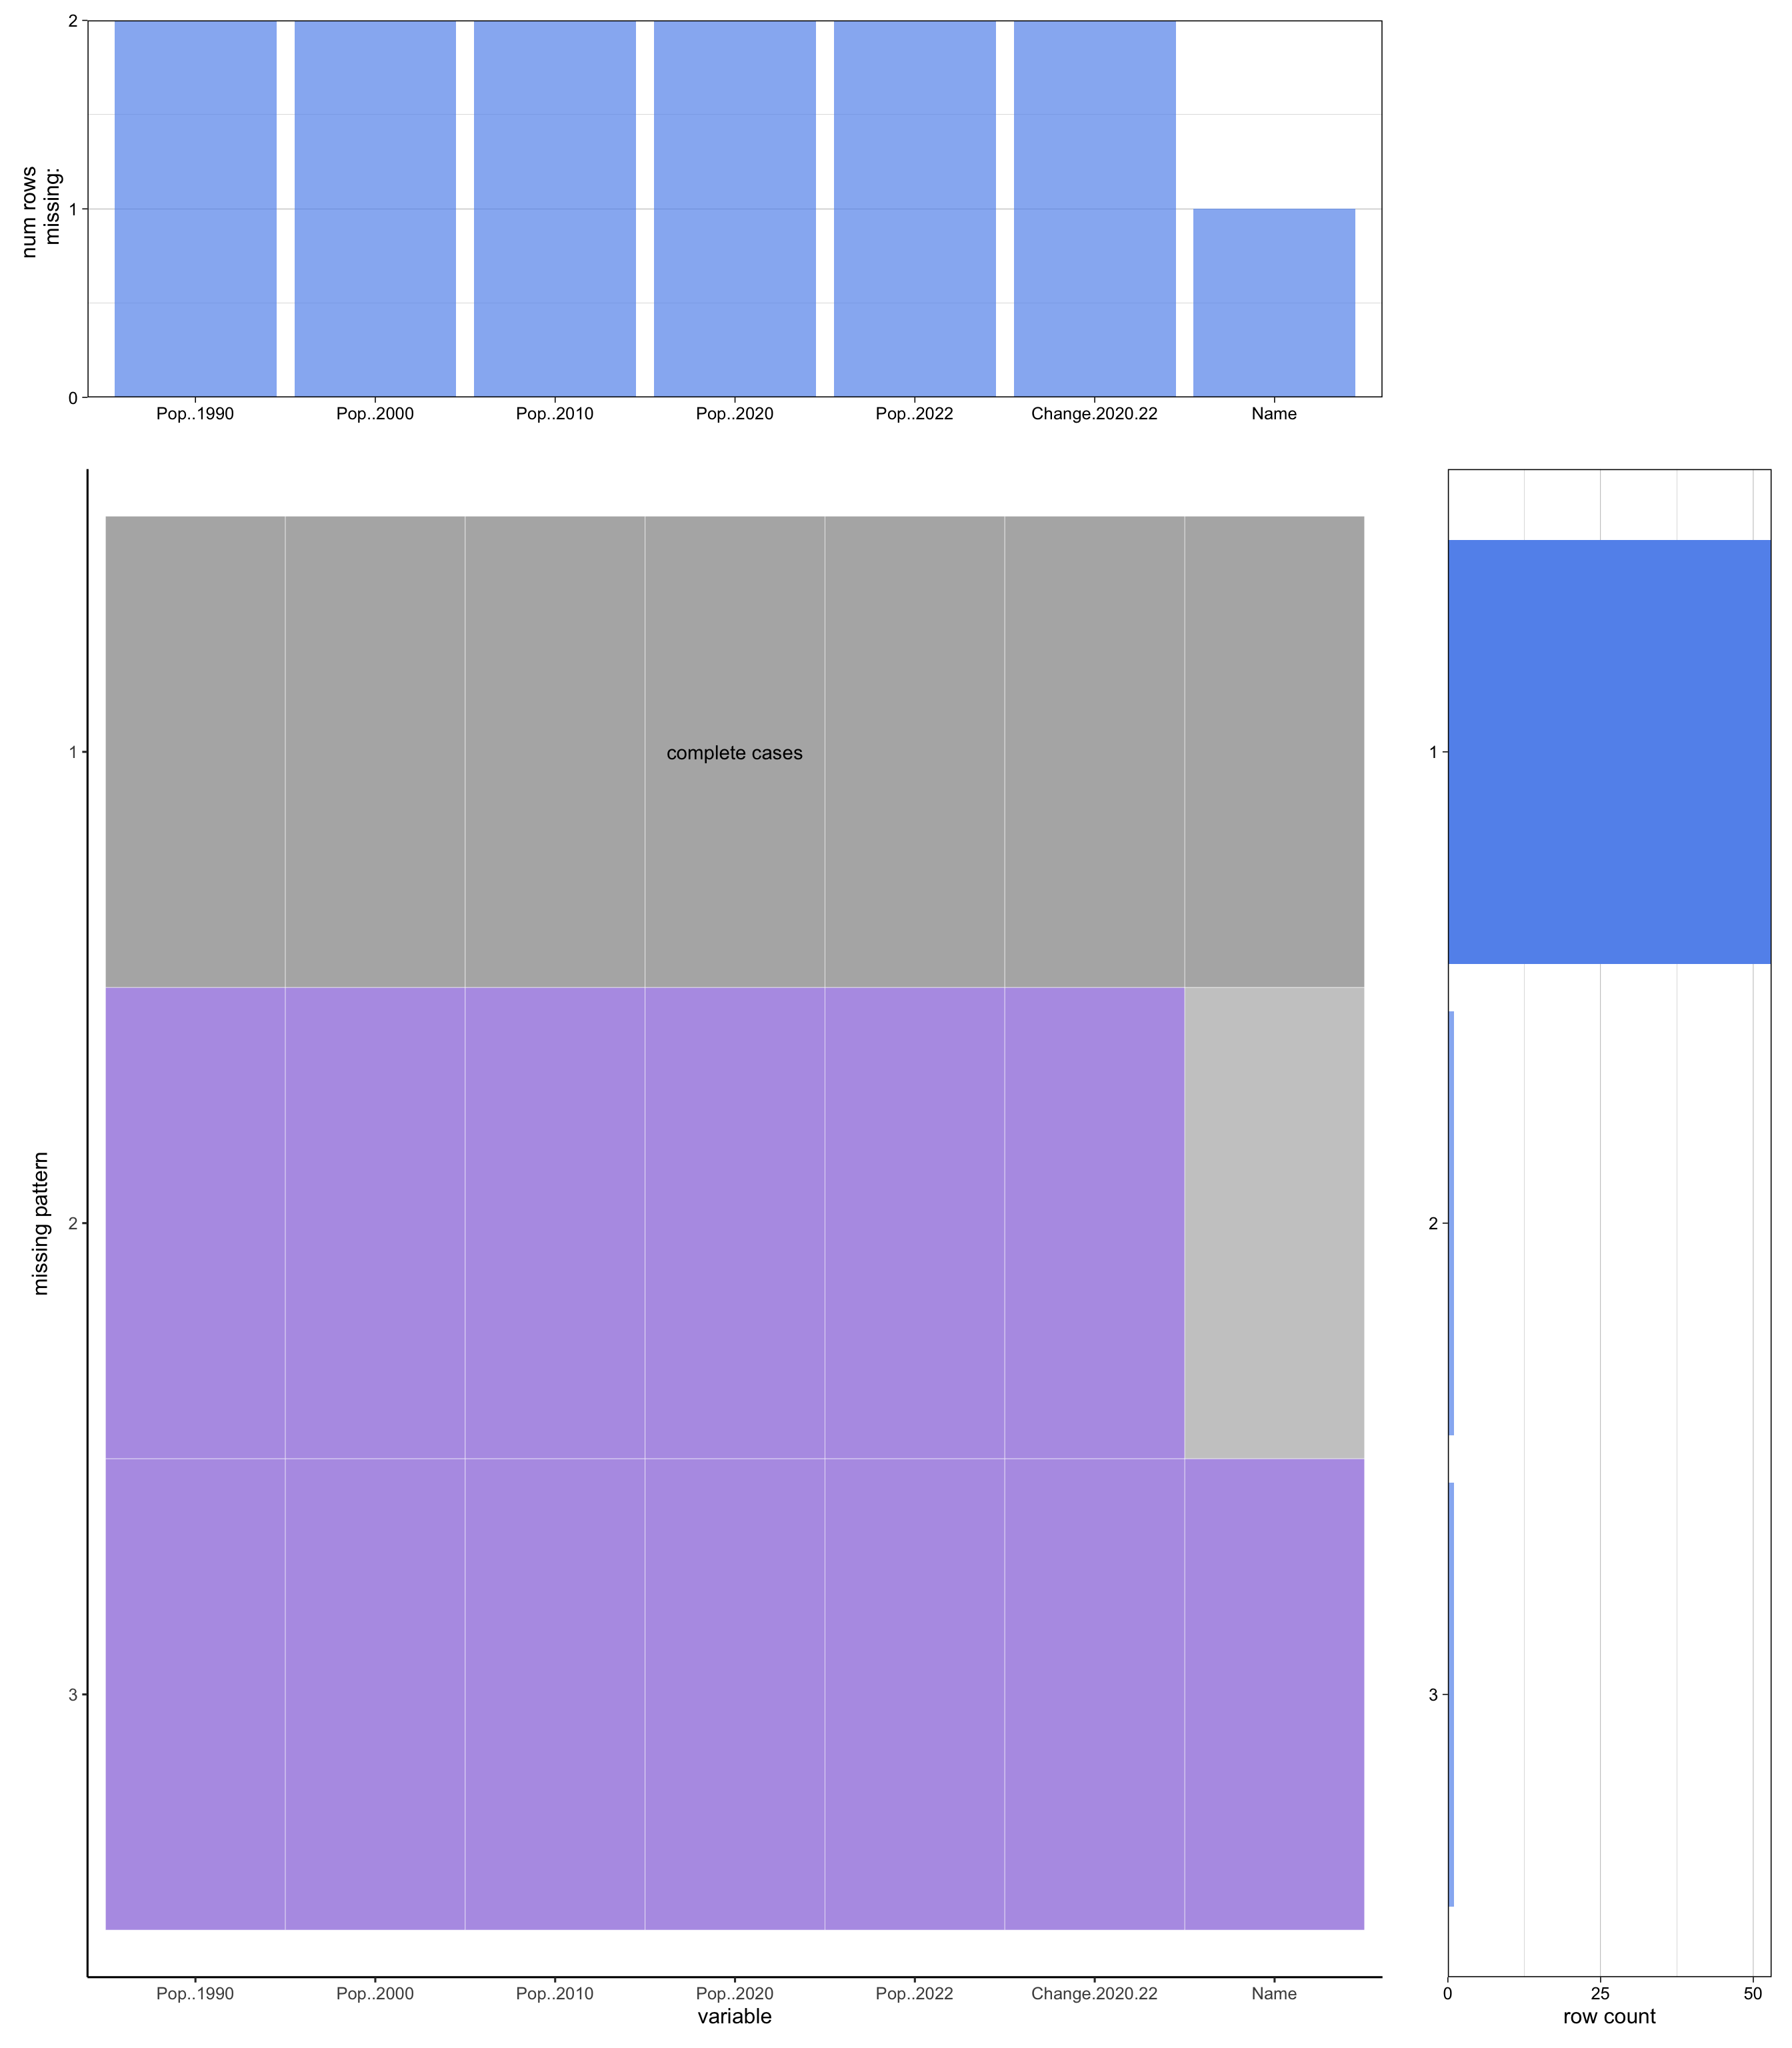 2
1
0
num rows
missing:
Pop..1990 Pop..2000 Pop..2010 Pop..2020 Pop..2022 Change.2020.22 Name
1
2
3
missing pattern
complete cases
Pop..1990 Pop..2000 Pop..2010 Pop..2020 Pop..2022 Change.2020.22 Name
variable
1
2
3
0 25 50
row count